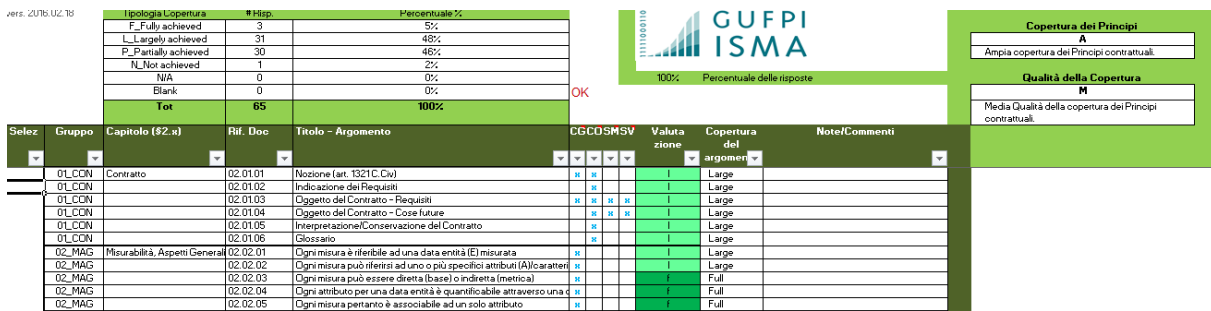 vers. 2016.02.18
Tipologia Copertura # Risp. Percentuale %
F_Fully achieved 3 5%
L_Largely achieved 31 48%
P_Partially achieved 30 46%
N_Not achieved 1 2%
N/A 0 0%
Blank 0 0%
Tot 65 100%
OK
11111000110
GUFPI
ISMA
100% Percentuale delle risposte
Copertura dei Principi
A
Ampia copertura dei Principi contrattuali.
Qualità della Copertura
M
Media Qualità della copertura dei Principi
contrattuali.
Selez Gruppo Capitolo (§2.x) Rif. Doc Titolo - Argomento CG CO SM SV Valuta Copertura Note/Commenti
zione del
argomen
01_CON Contratto 02.01.01 Nozione (art. 1321 C.Civ) x x l Large
01_CON 02.01.02 Indicazione dei Requisiti x l Large
01_CON 02.01.03 Oggetto del Contratto - Requisiti x x x x l Large
01_CON 02.01.04 Oggetto del Contratto - Cose future x x x l Large
01_CON 02.01.05 Interpretazione/Conservazione del Contratto x l Large
01_CON 02.01.06 Glossario x l Large
02_MAG Misurabilità, Aspetti Generali 02.02.01 Ogni misura è riferibile ad una data entità (E) misurata x l Large
02_MAG 02.02.02 Ogni misura può riferirsi ad uno o più specifici attributi (A)/caratteri x l Large
02_MAG 02.02.03 Ogni misura può essere diretta (base) o indiretta (metrica) x f Full
02_MAG 02.02.04 Ogni attributo per una data entità è quantificabile attraverso una x f Full
02_MAG 02.02.05 Ogni misura pertanto è associabile ad un solo attributo x f Full